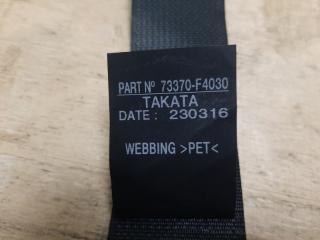 PART Nº 73370-F4030
TAKATA
DATE : 230316
WEBBING >PET<